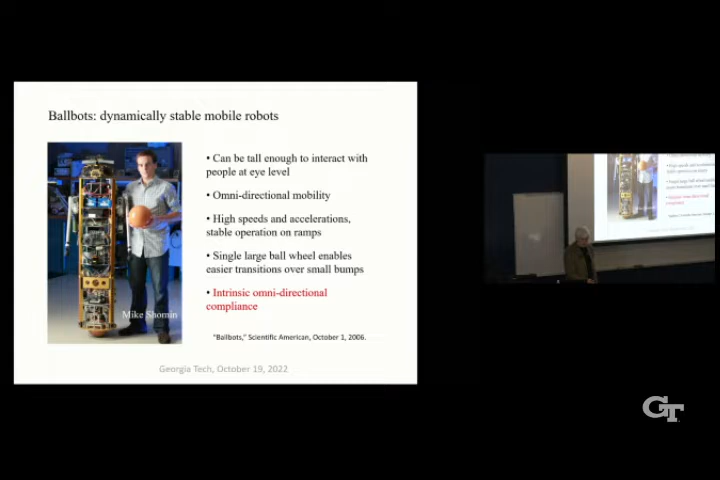 Ballbots: dynamically stable mobile robots
• Can be tall enough to interact with
people at eye level
• Omni-directional mobility
• High speeds and accelerations,
stable operation on ramps
• Single large ball wheel enables
easier transitions over small bumps
• Intrinsic omni-directional
compliance
Mike Shomin
"Ballbots," Scientific American, October 1, 2006.
Georgia Tech, October 19, 2022
GT